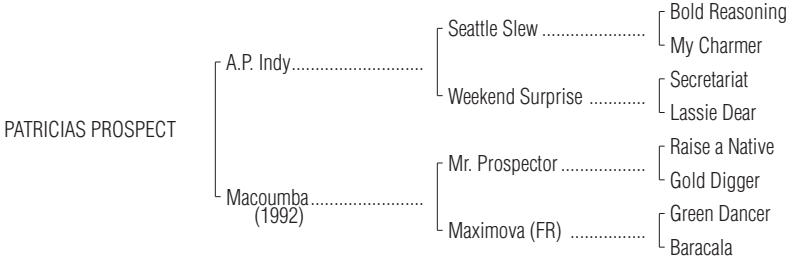 Bold Reasoning
Seattle Slew ......................
My Charmer
A.P. Indy............................
Secretariat
Weekend Surprise ............
Lassie Dear
PATRICIAS PROSPECT
Raise a Native
Mr. Prospector ..................
Gold Digger
Macoumba........................
(1992)
Green Dancer
Maximova (FR) ................
Baracala